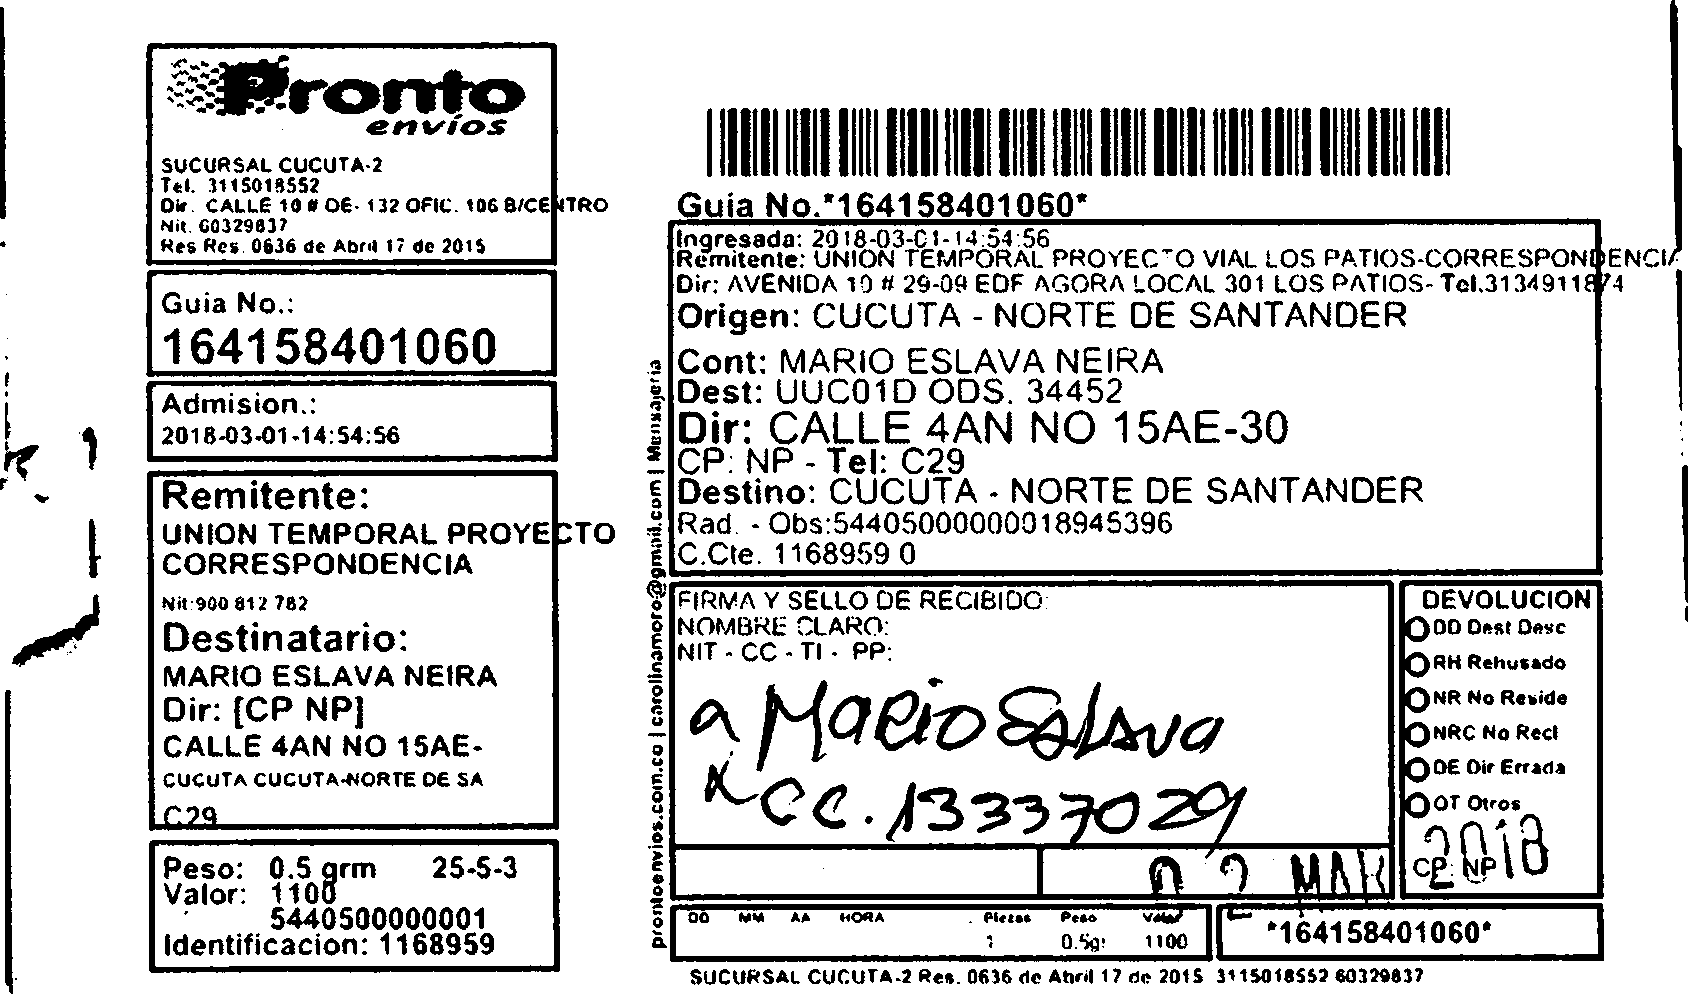 Pronto
envíos
SUCURSAL CUCUTA-2
Tel. 3115018552
Dir. CALLE 10 # OE- 132 OFIC. 106 B/CENTRO
Nit. 60329837
Res Res. 0636 de Abril 17 de 2015
Guia No.:
164158401060
Admision.:
2018-03-01-14:54:56
Remitente:
UNION TEMPORAL PROYECTO
CORRESPONDENCIA
Nit:900 812 782
Destinatario:
MARIO ESLAVA NEIRA
Dir: [CP NP]
CALLE 4AN NO 15AE-
CUCUTA CUCUTA-NORTE DE SA
C29
Peso: 0.5 grm 25-5-3
Valor: 1100
5440500000001
Identificacion: 1168959
prontoenvios.com.co | carolinamoro@gmail.com | Mensajeria
Guia No.*164158401060*
Ingresada: 2018-03-01-14:54:56
Remitente: UNION TEMPORAL PROYECTO VIAL LOS PATIOS-CORRESPONDENCIA
Dir: AVENIDA 10 # 29-09 EDF AGORA LOCAL 301 LOS PATIOS- Tel.3134911874
Origen: CUCUTA - NORTE DE SANTANDER
Cont: MARIO ESLAVA NEIRA
Dest: UUC01D ODS. 34452
Dir: CALLE 4AN NO 15AE-30
CP: NP - Tel: C29
Destino: CUCUTA - NORTE DE SANTANDER
Rad. - Obs:54405000000018945396
C.Cte. 1168959 0
FIRMA Y SELLO DE RECIBIDO:
NOMBRE CLARO:
NIT - CC - TI - PP:
a Mario Eslava
x CC. 13337029
02 MAR 2018
DEVOLUCION
DD Dest Desc
RH Rehusado
NR No Reside
NRC No Recl
DE Dir Errada
OT Otros
CP: NP
DD MM AA HORA Piezas Peso Valor
1 0.5gr 1100
*164158401060*
SUCURSAL CUCUTA-2 Res. 0636 de Abril 17 de 2015 3115018552 60329837